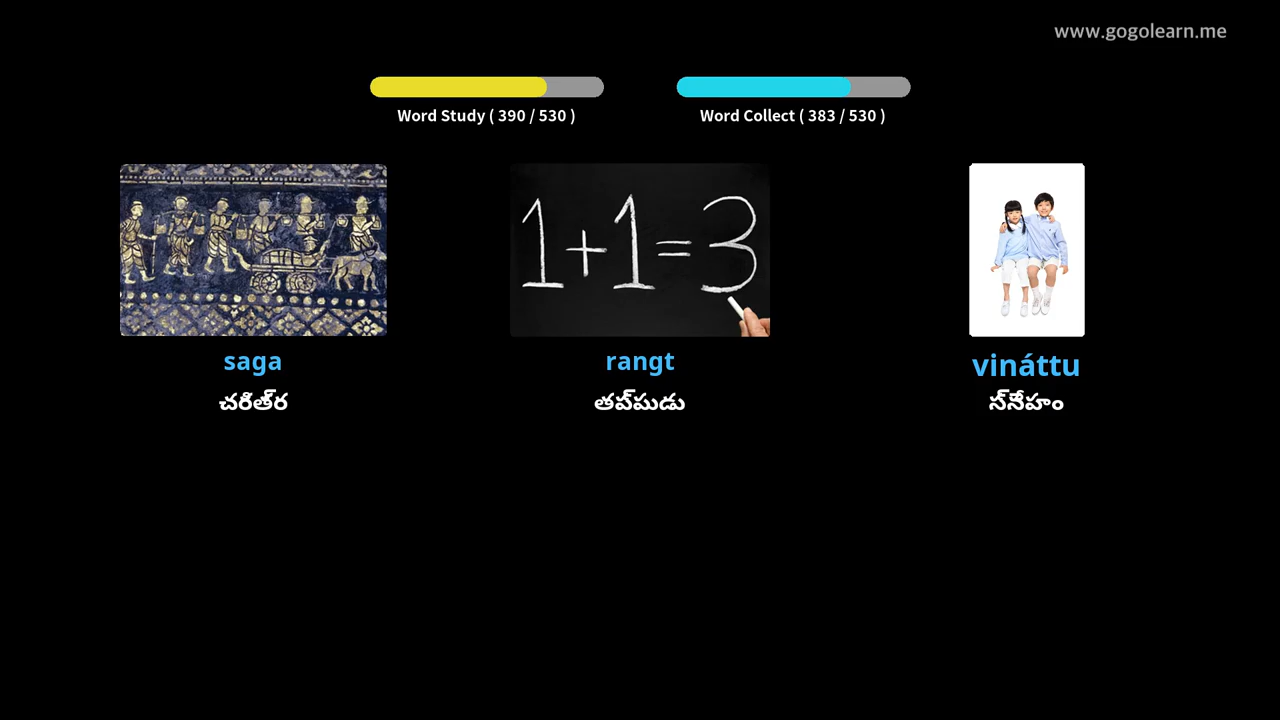 www.gogolearn.me
Word Study ( 390 / 530 )
Word Collect ( 383 / 530 )
1+1=3
saga
rangt
vináttu
చరిత్ర
తప్పుడు
స్నేహం